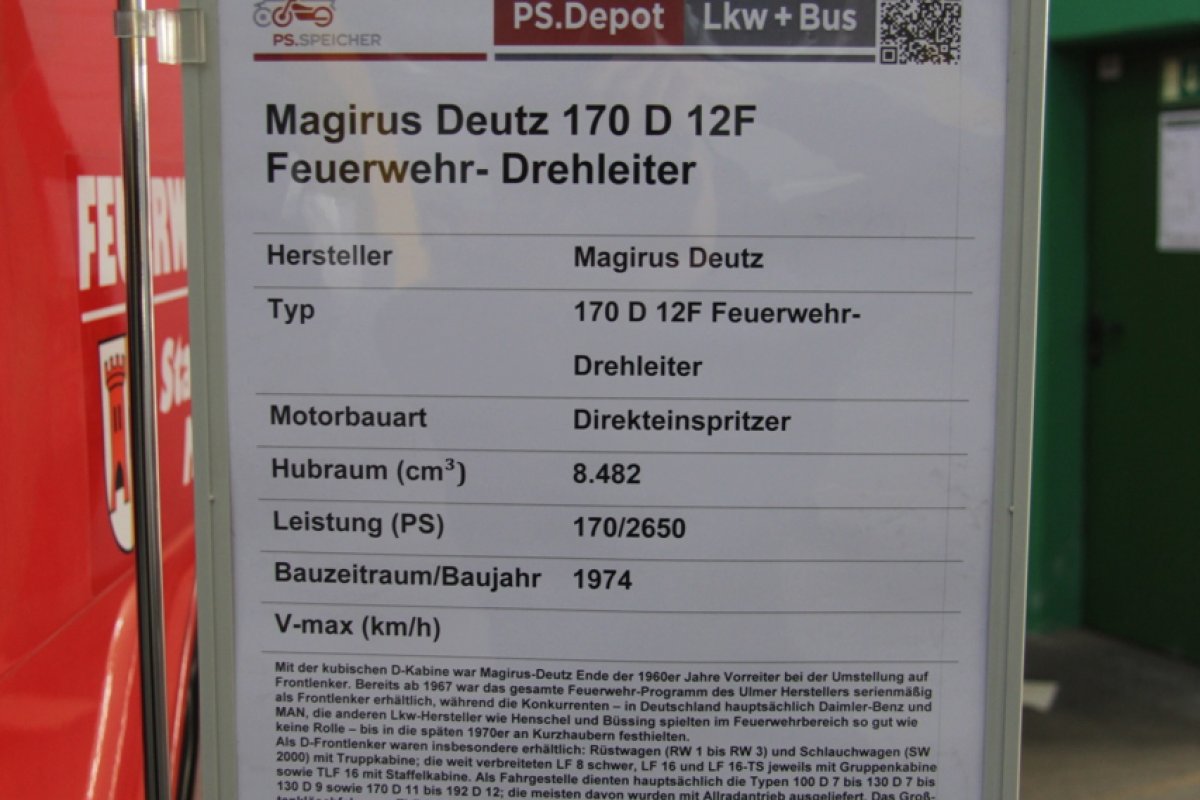 PS.SPEICHER
PS.Depot Lkw + Bus
Magirus Deutz 170 D 12F
Feuerwehr- Drehleiter
Hersteller Magirus Deutz
Typ 170 D 12F Feuerwehr-
Drehleiter
Motorbauart Direkteinspritzer
Hubraum (cm³) 8.482
Leistung (PS) 170/2650
Bauzeitraum/Baujahr 1974
V-max (km/h)
Mit der kubischen D-Kabine war Magirus-Deutz Ende der 1960er Jahre Vorreiter bei der Umstellung auf
Frontlenker. Bereits ab 1967 war das gesamte Feuerwehr-Programm des Ulmer Herstellers serienmäßig
als Frontlenker erhältlich, während die Konkurrenten – in Deutschland hauptsächlich Daimler-Benz und
MAN, die anderen Lkw-Hersteller wie Henschel und Büssing spielten im Feuerwehrbereich so gut wie
keine Rolle – bis in die späten 1970er an Kurzhaubern festhielten.
Als D-Frontlenker waren insbesondere erhältlich: Rüstwagen (RW 1 bis RW 3) und Schlauchwagen (SW
2000) mit Truppkabine; die weit verbreiteten LF 8 schwer, LF 16 und LF 16-TS jeweils mit Gruppenkabine
sowie TLF 16 mit Staffelkabine. Als Fahrgestelle dienten hauptsächlich die Typen 100 D 7 bis 130 D 7 bis
130 D 9 sowie 170 D 11 bis 192 D 12; die meisten davon wurden mit Allradantrieb ausgeliefert. Das Groß-